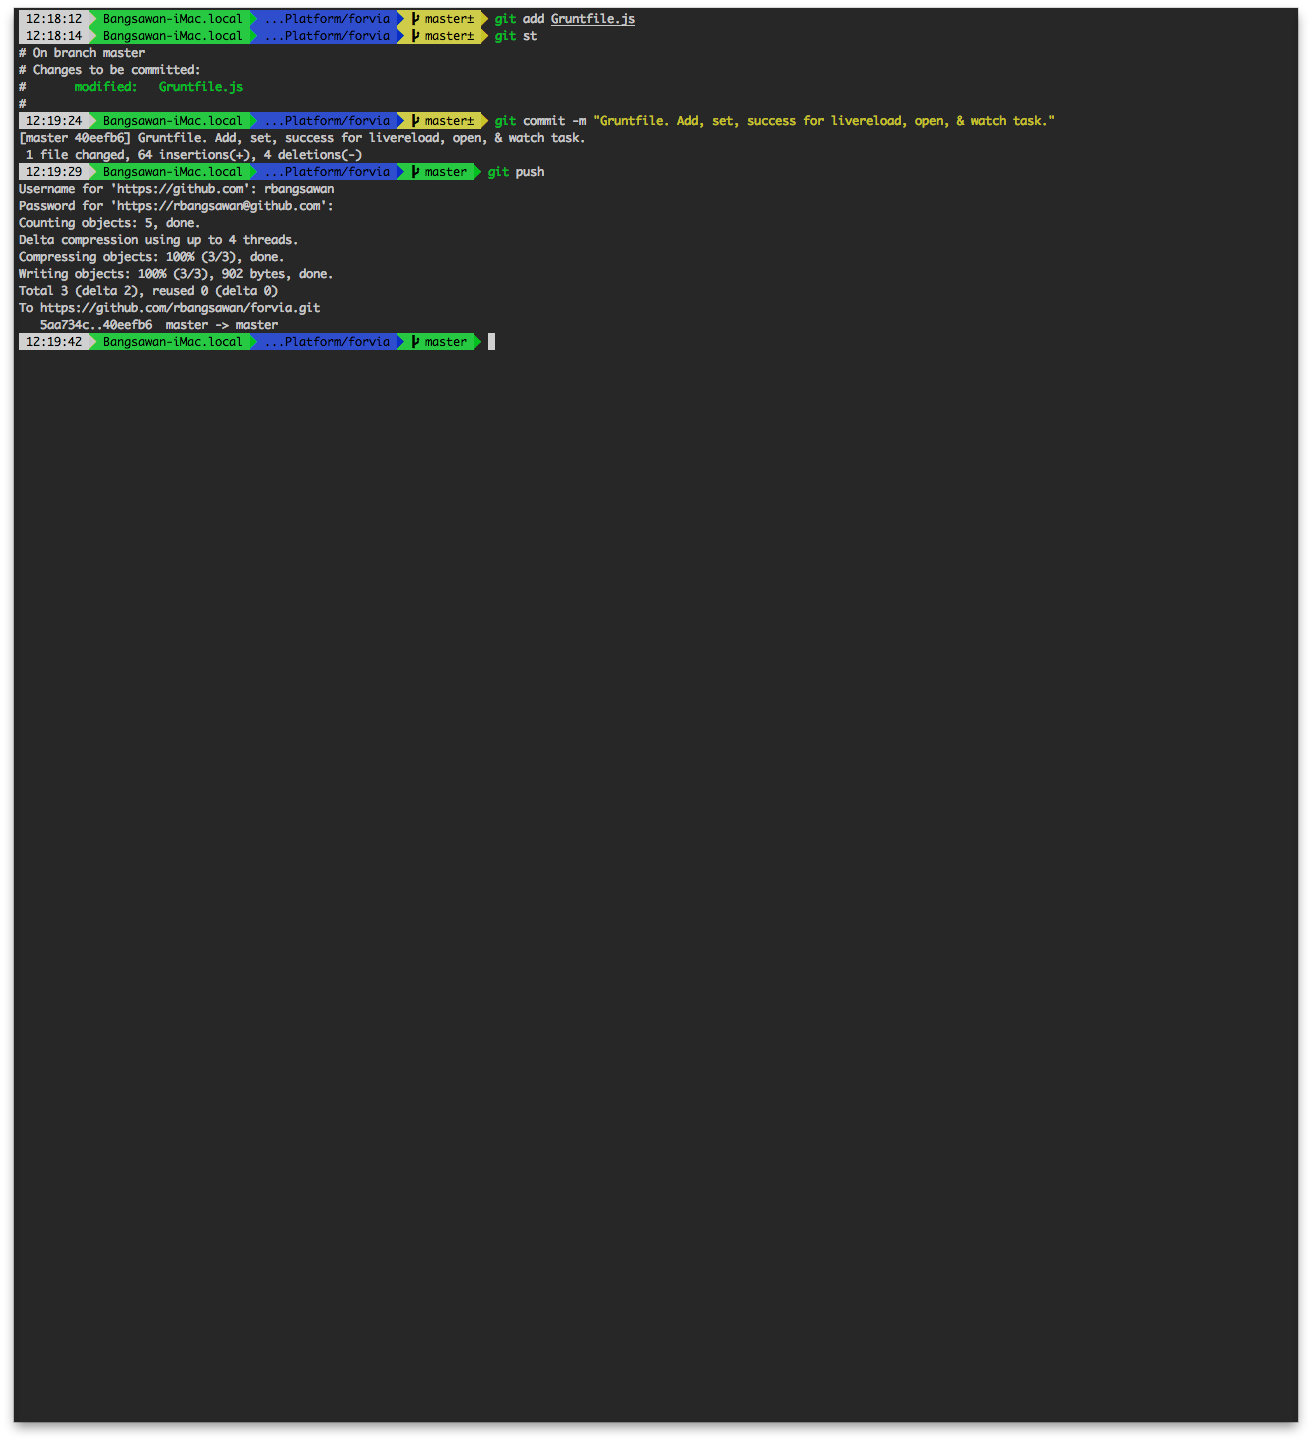 12:18:12 Bangsawan-iMac.local ...Platform/forvia master± git add Gruntfile.js
12:18:14 Bangsawan-iMac.local ...Platform/forvia master± git st
# On branch master
# Changes to be committed:
#       modified:   Gruntfile.js
#
12:19:24 Bangsawan-iMac.local ...Platform/forvia master± git commit -m "Gruntfile. Add, set, success for livereload, open, & watch task."
[master 40eefb6] Gruntfile. Add, set, success for livereload, open, & watch task.
 1 file changed, 64 insertions(+), 4 deletions(-)
12:19:29 Bangsawan-iMac.local ...Platform/forvia master git push
Username for 'https://github.com': rbangsawan
Password for 'https://rbangsawan@github.com':
Counting objects: 5, done.
Delta compression using up to 4 threads.
Compressing objects: 100% (3/3), done.
Writing objects: 100% (3/3), 902 bytes, done.
Total 3 (delta 2), reused 0 (delta 0)
To https://github.com/rbangsawan/forvia.git
   5aa734c..40eefb6  master -> master
12:19:42 Bangsawan-iMac.local ...Platform/forvia master